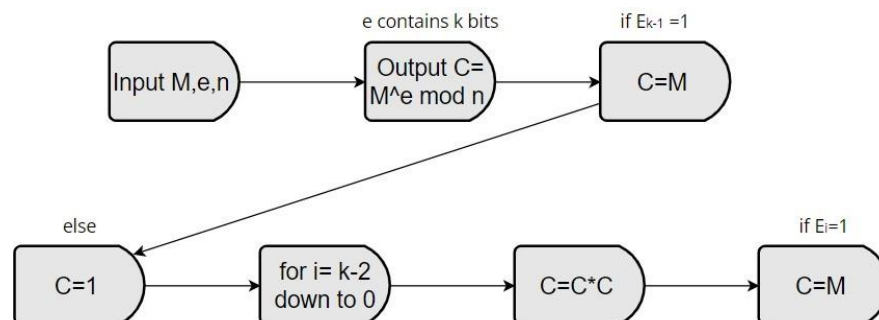 e contains k bits
if Ek-1 =1
Input M,e,n
Output C=
M^e mod n
C=M
else
if Ei=1
C=1
for i= k-2
down to 0
C=C*C
C=M